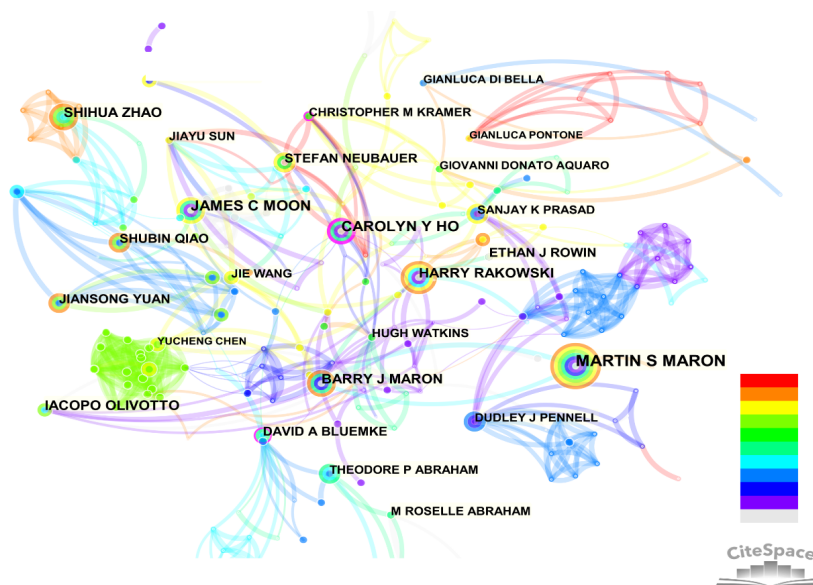 GIANLUCA DI BELLA
SHIHUA ZHAO
CHRISTOPHER M KRAMER
JIAYU SUN
GIANLUCA PONTONE
STEFAN NEUBAUER
GIOVANNI DONATO AQUARO
JAMES C MOON
SANJAY K PRASAD
CAROLYN Y HO
SHUBIN QIAO
ETHAN J ROWIN
JIE WANG
HARRY RAKOWSKI
JIANSONG YUAN
HUGH WATKINS
YUCHENG CHEN
MARTIN S MARON
BARRY J MARON
IACOPO OLIVOTTO
DUDLEY J PENNELL
DAVID A BLUEMKE
THEODORE P ABRAHAM
M ROSELLE ABRAHAM
CiteSpace